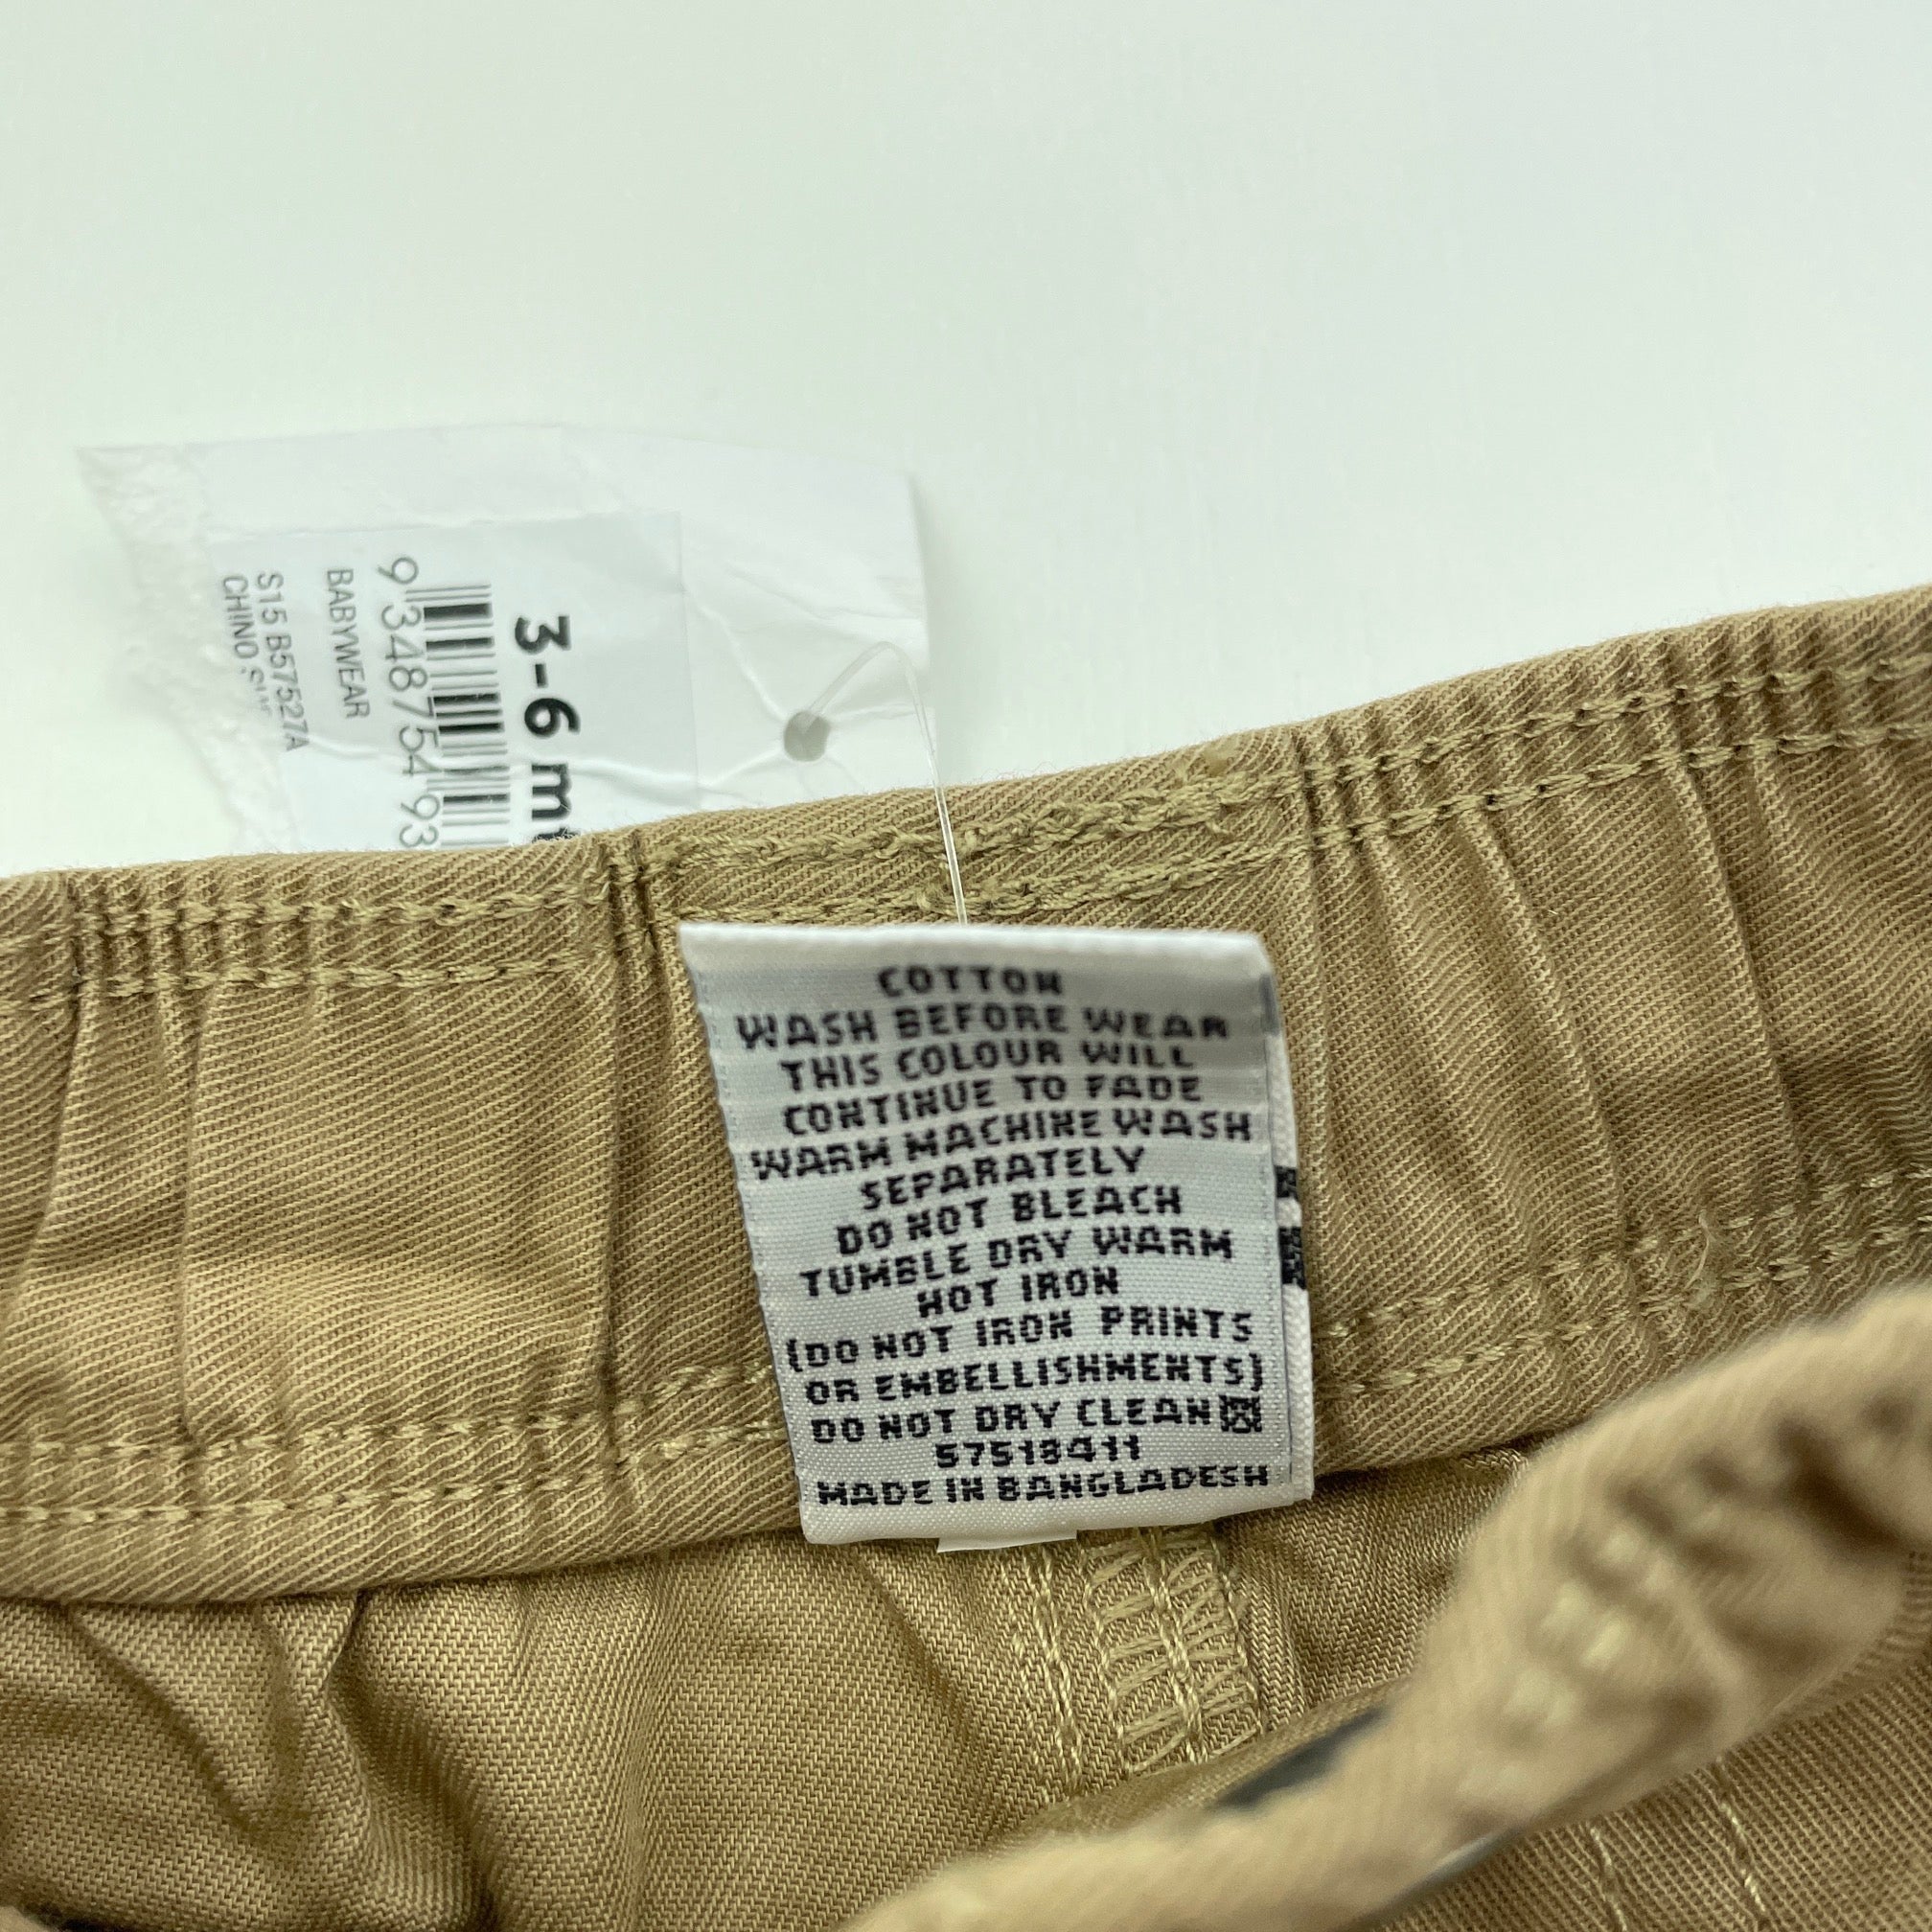 3-6 m
9 348754 93
BABYWEAR
S15 B57527A
CHINO
COTTON
WASH BEFORE WEAR
THIS COLOUR WILL
CONTINUE TO FADE
WARM MACHINE WASH
SEPARATELY
DO NOT BLEACH
TUMBLE DRY WARM
HOT IRON
(DO NOT IRON PRINTS
OR EMBELLISHMENTS)
DO NOT DRY CLEAN
57518411
MADE IN BANGLADESH